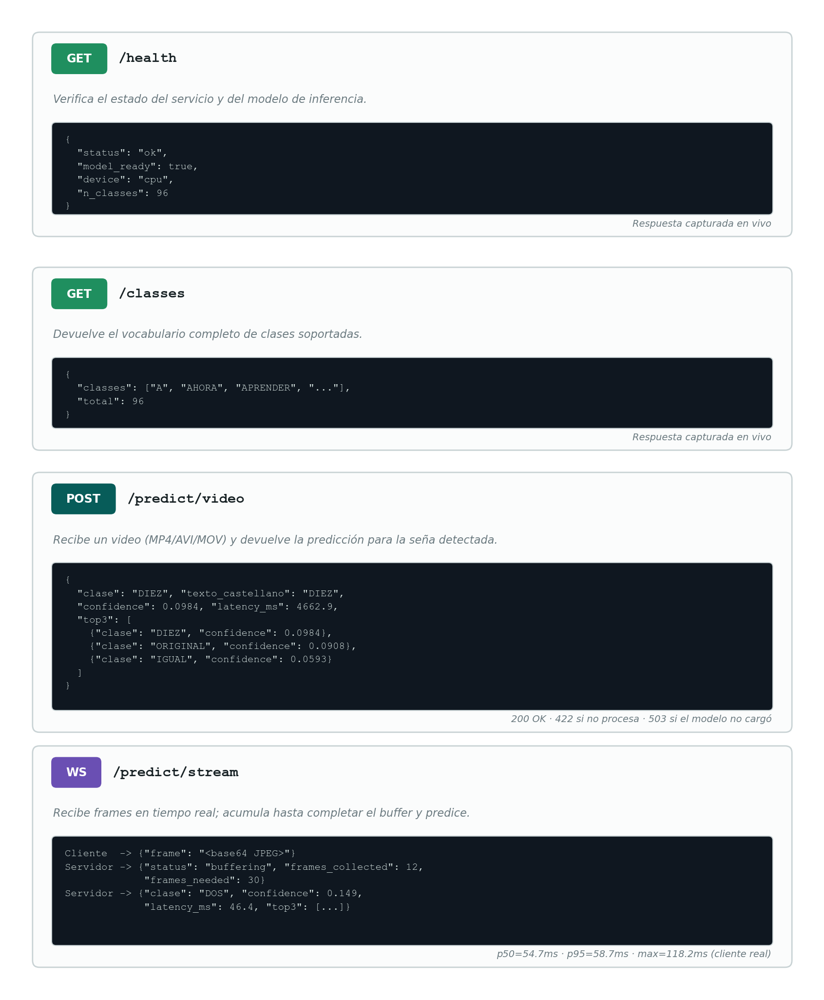 GET /health
Verifica el estado del servicio y del modelo de inferencia.
{
  "status": "ok",
  "model_ready": true,
  "device": "cpu",
  "n_classes": 96
}
Respuesta capturada en vivo
GET /classes
Devuelve el vocabulario completo de clases soportadas.
{
  "classes": ["A", "AHORA", "APRENDER", "..."],
  "total": 96
}
Respuesta capturada en vivo
POST /predict/video
Recibe un video (MP4/AVI/MOV) y devuelve la predicción para la seña detectada.
{
  "clase": "DIEZ", "texto_castellano": "DIEZ",
  "confidence": 0.0984, "latency_ms": 4662.9,
  "top3": [
    {"clase": "DIEZ", "confidence": 0.0984},
    {"clase": "ORIGINAL", "confidence": 0.0908},
    {"clase": "IGUAL", "confidence": 0.0593}
  ]
}
200 OK · 422 si no procesa · 503 si el modelo no cargó
WS /predict/stream
Recibe frames en tiempo real; acumula hasta completar el buffer y predice.
Cliente  -> {"frame": "<base64 JPEG>"}
Servidor -> {"status": "buffering", "frames_collected": 12,
             "frames_needed": 30}
Servidor -> {"clase": "DOS", "confidence": 0.149,
             "latency_ms": 46.4, "top3": [...]}
p50=54.7ms · p95=58.7ms · max=118.2ms (cliente real)